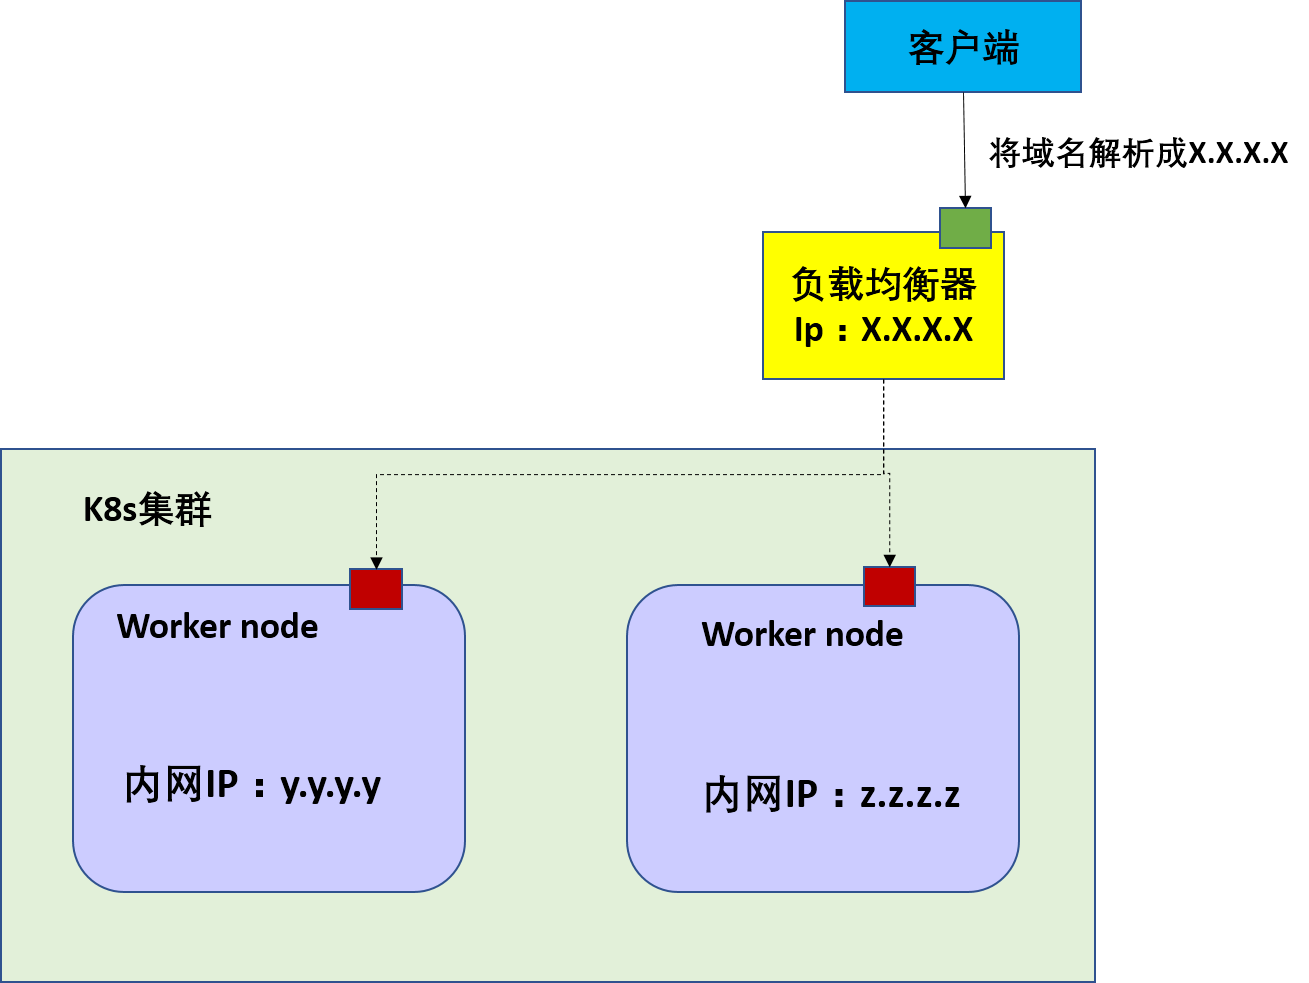 客户端
将域名解析成X.X.X.X
负载均衡器
Ip：X.X.X.X
K8s集群
Worker node
内网IP：y.y.y.y
Worker node
内网IP：z.z.z.z